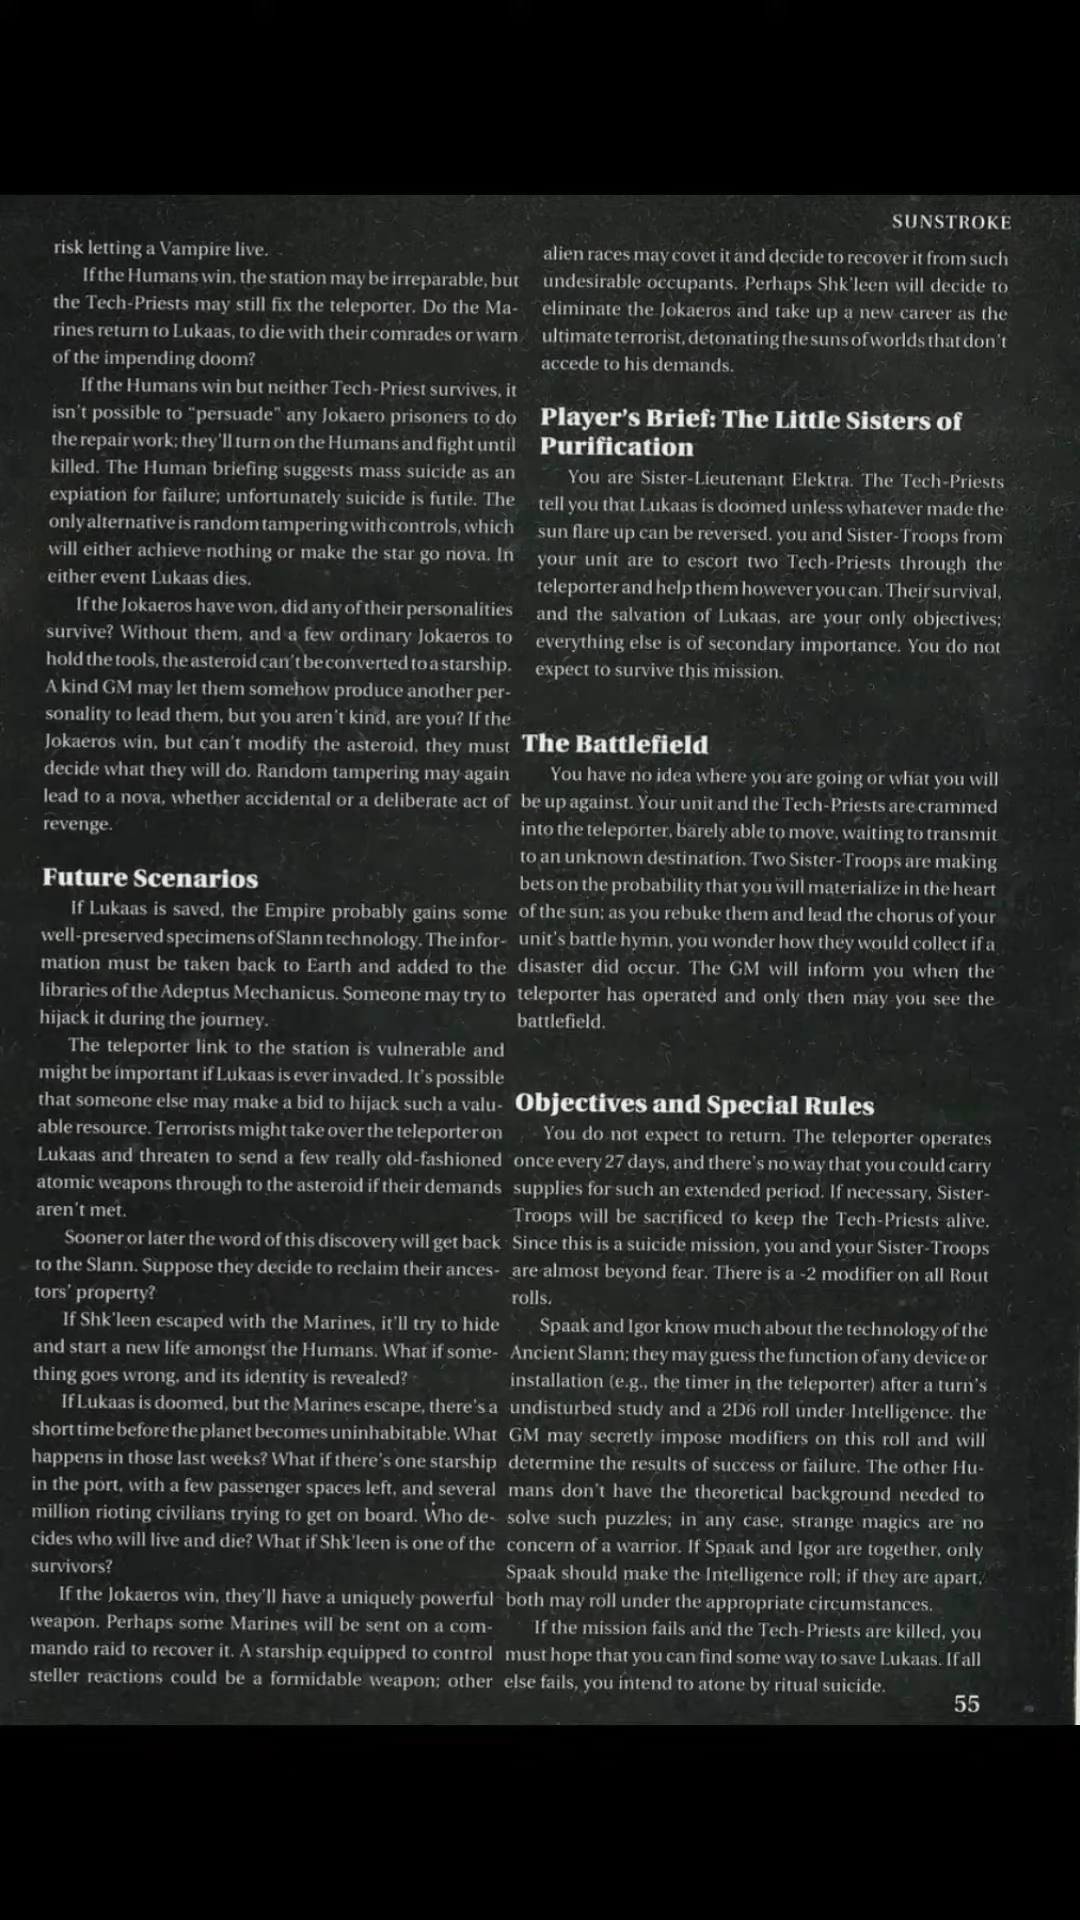 SUNSTROKE
risk letting a Vampire live.
If the Humans win, the station may be irreparable, but
the Tech-Priests may still fix the teleporter. Do the Ma-
rines return to Lukaas, to die with their comrades or warn
of the impending doom?
If the Humans win but neither Tech-Priest survives, it
isn't possible to "persuade" any Jokaero prisoners to do
the repair work; they'll turn on the Humans and fight until
killed. The Human briefing suggests mass suicide as an
expiation for failure; unfortunately suicide is futile. The
only alternative is random tampering with controls, which
will either achieve nothing or make the star go nova. In
either event Lukaas dies.
If the Jokaeros have won, did any of their personalities
survive? Without them, and a few ordinary Jokaeros to
hold the tools, the asteroid can't be converted to a starship.
A kind GM may let them somehow produce another per-
sonality to lead them, but you aren't kind, are you? If the
Jokaeros win, but can't modify the asteroid, they must
decide what they will do. Random tampering may again
lead to a nova, whether accidental or a deliberate act of
revenge.
Future Scenarios
If Lukaas is saved, the Empire probably gains some
well-preserved specimens of Slann technology. The infor-
mation must be taken back to Earth and added to the
libraries of the Adeptus Mechanicus. Someone may try to
hijack it during the journey.
The teleporter link to the station is vulnerable and
might be important if Lukaas is ever invaded. It's possible
that someone else may make a bid to hijack such a valu-
able resource. Terrorists might take over the teleporter on
Lukaas and threaten to send a few really old-fashioned
atomic weapons through to the asteroid if their demands
aren't met.
Sooner or later the word of this discovery will get back
to the Slann. Suppose they decide to reclaim their ances-
tors' property?
If Shk'leen escaped with the Marines, it'll try to hide
and start a new life amongst the Humans. What if some-
thing goes wrong, and its identity is revealed?
If Lukaas is doomed, but the Marines escape, there's a
short time before the planet becomes uninhabitable. What
happens in those last weeks? What if there's one starship
in the port, with a few passenger spaces left, and several
million rioting civilians trying to get on board. Who de-
cides who will live and die? What if Shk'leen is one of the
survivors?
If the Jokaeros win, they'll have a uniquely powerful
weapon. Perhaps some Marines will be sent on a com-
mando raid to recover it. A starship equipped to control
steller reactions could be a formidable weapon; other
alien races may covet it and decide to recover it from such
undesirable occupants. Perhaps Shk'leen will decide to
eliminate the Jokaeros and take up a new career as the
ultimate terrorist, detonating the suns of worlds that don't
accede to his demands.
Player's Brief: The Little Sisters of
Purification
You are Sister-Lieutenant Elektra. The Tech-Priests
tell you that Lukaas is doomed unless whatever made the
sun flare up can be reversed. you and Sister-Troops from
your unit are to escort two Tech-Priests through the
teleporter and help them however you can. Their survival,
and the salvation of Lukaas, are your only objectives;
everything else is of secondary importance. You do not
expect to survive this mission.
The Battlefield
You have no idea where you are going or what you will
be up against. Your unit and the Tech-Priests are crammed
into the teleporter, barely able to move, waiting to transmit
to an unknown destination. Two Sister-Troops are making
bets on the probability that you will materialize in the heart
of the sun; as you rebuke them and lead the chorus of your
unit's battle hymn, you wonder how they would collect if a
disaster did occur. The GM will inform you when the
teleporter has operated and only then may you see the
battlefield.
Objectives and Special Rules
You do not expect to return. The teleporter operates
once every 27 days, and there's no way that you could carry
supplies for such an extended period. If necessary, Sister-
Troops will be sacrificed to keep the Tech-Priests alive.
Since this is a suicide mission, you and your Sister-Troops
are almost beyond fear. There is a -2 modifier on all Rout
rolls.
Spaak and Igor know much about the technology of the
Ancient Slann; they may guess the function of any device or
installation (e.g., the timer in the teleporter) after a turn's
undisturbed study and a 2D6 roll under Intelligence. the
GM may secretly impose modifiers on this roll and will
determine the results of success or failure. The other Hu-
mans don't have the theoretical background needed to
solve such puzzles; in any case, strange magics are no
concern of a warrior. If Spaak and Igor are together, only
Spaak should make the Intelligence roll; if they are apart,
both may roll under the appropriate circumstances.
If the mission fails and the Tech-Priests are killed, you
must hope that you can find some way to save Lukaas. If all
else fails, you intend to atone by ritual suicide.
55